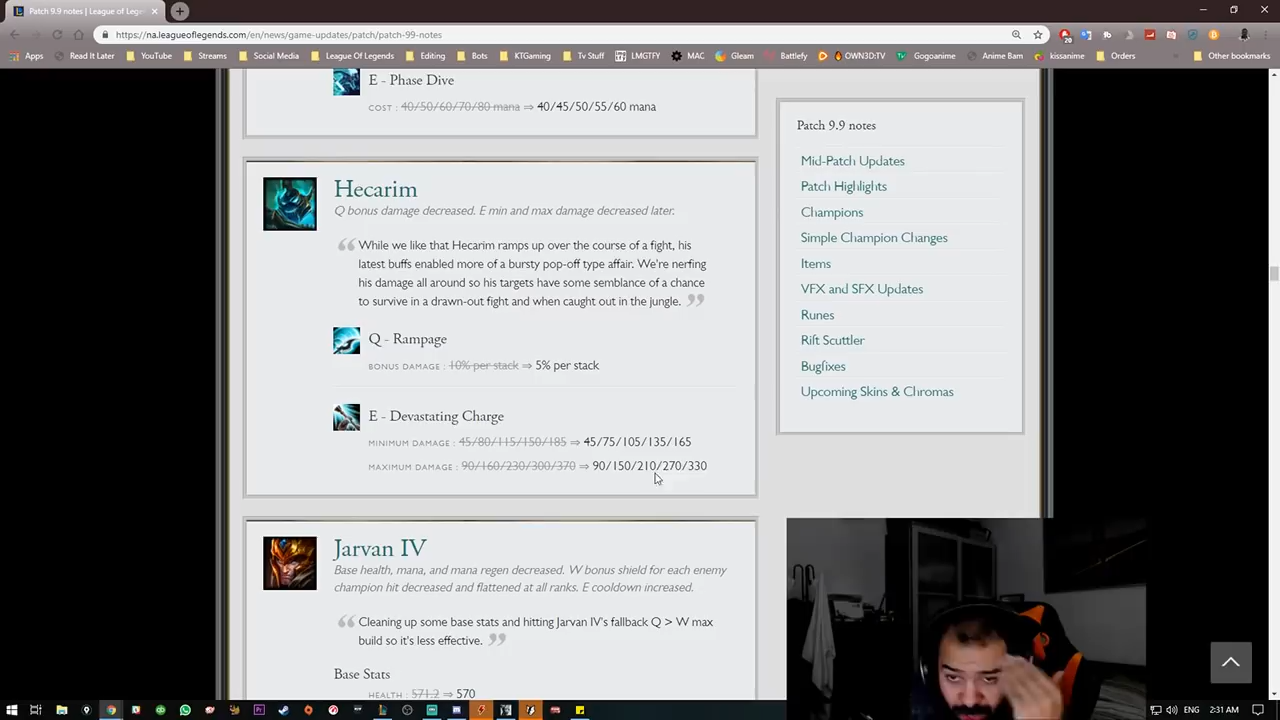 Patch 9.9 notes | League of Leger
https://na.leagueoflegends.com/en/news/game-updates/patch/patch-99-notes
Apps
Read It Later
YouTube
Streams
Social Media
League Of Legends
Editing
Bots
KTGaming
Tv Stuff
LMGTFY
MAC
Gleam
Battlefy
OWN3D:TV
Gogoanime
Anime Bam
kissanime
Orders
Other bookmarks
E - Phase Dive
COST : 40/50/60/70/80 mana ⇒ 40/45/50/55/60 mana
Hecarim
Q bonus damage decreased. E min and max damage decreased later.
While we like that Hecarim ramps up over the course of a fight, his
latest buffs enabled more of a bursty pop-off type affair. We're nerfing
his damage all around so his targets have some semblance of a chance
to survive in a drawn-out fight and when caught out in the jungle.
Q - Rampage
BONUS DAMAGE : 10% per stack ⇒ 5% per stack
E - Devastating Charge
MINIMUM DAMAGE : 45/80/115/150/185 ⇒ 45/75/105/135/165
MAXIMUM DAMAGE : 90/160/230/300/370 ⇒ 90/150/210/270/330
Jarvan IV
Base health, mana, and mana regen decreased. W bonus shield for each enemy
champion hit decreased and flattened at all ranks. E cooldown increased.
Cleaning up some base stats and hitting Jarvan IV's fallback Q > W max
build so it's less effective.
Base Stats
HEALTH : 571.2 ⇒ 570
Patch 9.9 notes
Mid-Patch Updates
Patch Highlights
Champions
Simple Champion Changes
Items
VFX and SFX Updates
Runes
Rift Scuttler
Bugfixes
Upcoming Skins & Chromas
2:31 AM